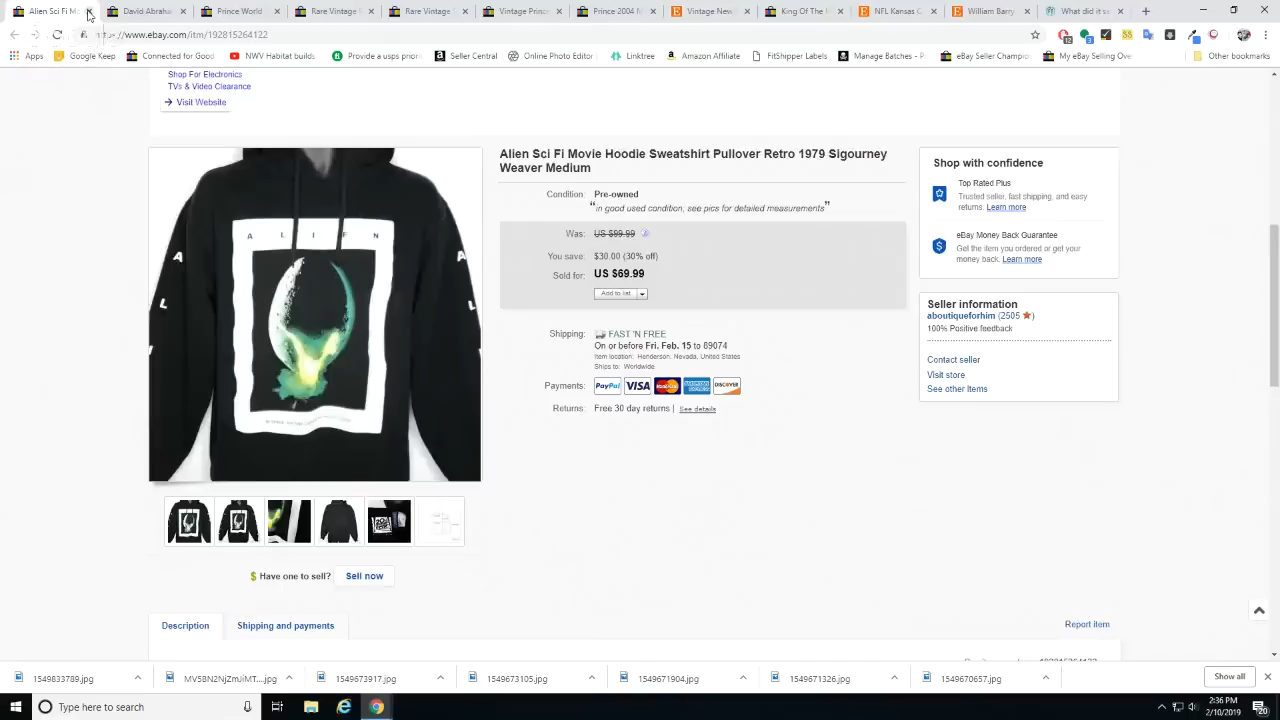 Alien Sci Fi Mo
David Abraha
Prince World
Rare Vintage
Rare Vintage S
Vintage Prince
Prince 2004 M
Vintage New
King Of The H
NFL Kansas C
William Barry
What did it sa
https://www.ebay.com/itm/192815264122
Apps
Google Keep
Connected for Good
NWV Habitat builds
Provide a usps prior
Seller Central
Online Photo Editor
Linktree
Amazon Affiliate
FitShipper Labels
Manage Batches - P
eBay Seller Champio
My eBay Selling Ove
Other bookmarks
Shop For Electronics
TVs & Video Clearance
Visit Website
A L I E N
A
L
A
L
Alien Sci Fi Movie Hoodie Sweatshirt Pullover Retro 1979 Sigourney
Weaver Medium
Condition: Pre-owned
“in good used condition; see pics for detailed measurements”
Was: US $99.99
You save: $30.00 (30% off)
Sold for: US $69.99
Add to list
Shipping: FAST 'N FREE
On or before Fri. Feb. 15 to 89074
Item location: Henderson, Nevada, United States
Ships to: Worldwide
Payments: PayPal VISA MasterCard AMERICAN EXPRESS DISCOVER
Returns: Free 30 day returns | See details
Shop with confidence
Top Rated Plus
Trusted seller, fast shipping, and easy
returns. Learn more
eBay Money Back Guarantee
Get the item you ordered or get your
money back. Learn more
Seller information
aboutiqueforhim (2505 )
100% Positive feedback
Contact seller
Visit store
See other items
$ Have one to sell? Sell now
Description
Shipping and payments
Report item
1549833789.jpg
MV5BN2NjZmUiMT....jpg
1549673917.jpg
1549673105.jpg
1549671904.jpg
1549671326.jpg
1549670657.jpg
Show all
Type here to search
2:36 PM
2/10/2019
20